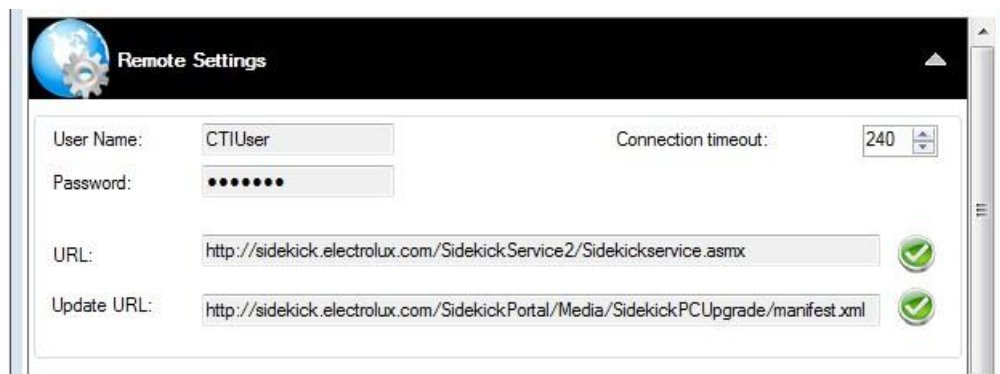 Remote Settings
User Name: CTIUser Connection timeout: 240
Password: •••••••
URL: http://sidekick.electrolux.com/SidekickService2/Sidekickservice.asmx
Update URL: http://sidekick.electrolux.com/SidekickPortal/Media/SidekickPCUpgrade/manifest.xml